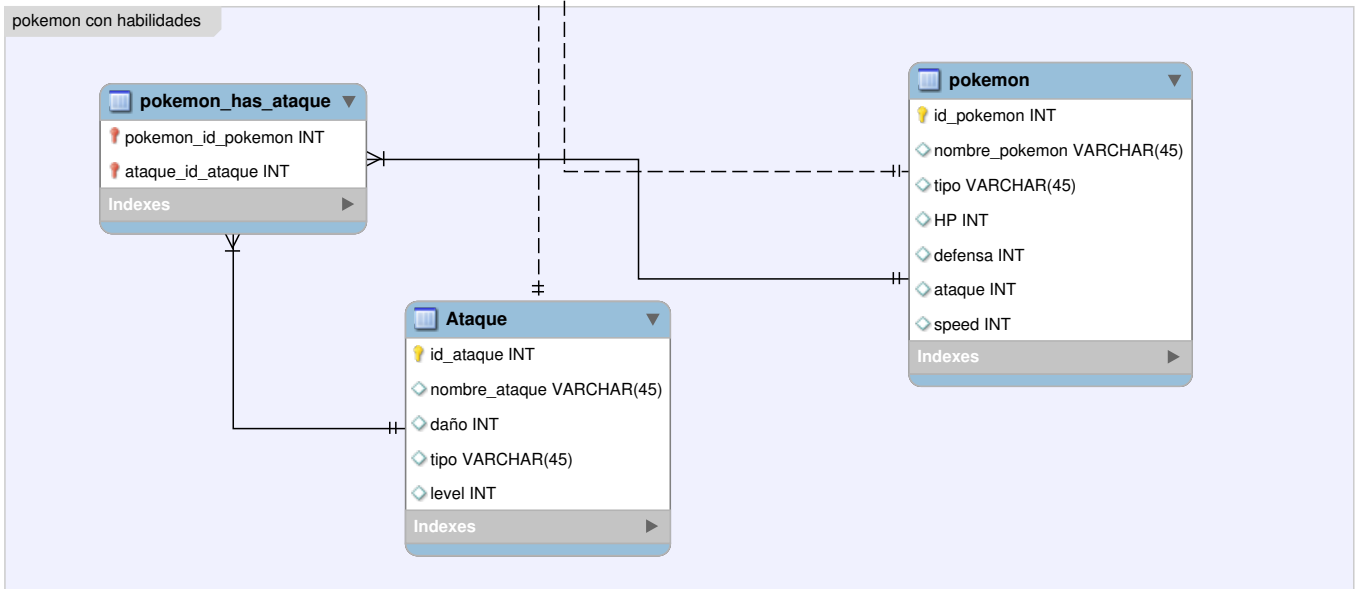 pokemon con habilidades
pokemon_has_ataque
pokemon_id_pokemon INT
ataque_id_ataque INT
Indexes
pokemon
id_pokemon INT
nombre_pokemon VARCHAR(45)
tipo VARCHAR(45)
HP INT
defensa INT
ataque INT
speed INT
Indexes
Ataque
id_ataque INT
nombre_ataque VARCHAR(45)
daño INT
tipo VARCHAR(45)
level INT
Indexes